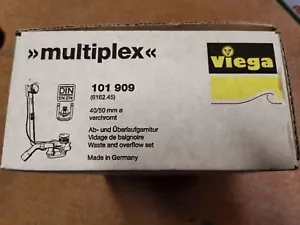 »multiplex«
viega
101 909
(6162.45)
DIN
EN 274
40/50 mm ø
verchromt
Ab- und Überlaufgarnitur
Vidage de baignoire
Waste and overflow set
Made in Germany